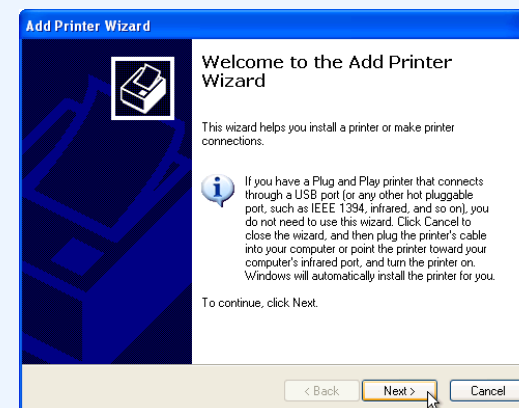 Add Printer Wizard
Welcome to the Add Printer
Wizard
This wizard helps you install a printer or make printer
connections.
If you have a Plug and Play printer that connects
through a USB port (or any other hot pluggable
port, such as IEEE 1394, infrared, and so on), you
do not need to use this wizard. Click Cancel to
close the wizard, and then plug the printer's cable
into your computer or point the printer toward your
computer's infrared port, and turn the printer on.
Windows will automatically install the printer for you.
To continue, click Next.
< Back Next > Cancel